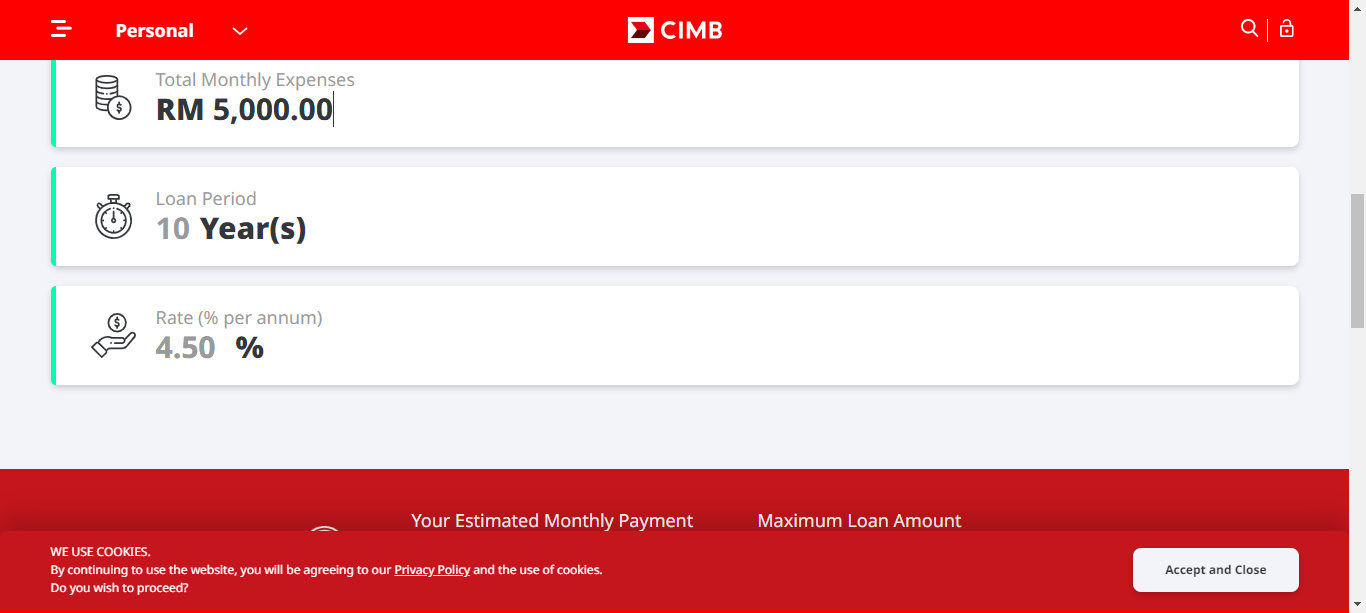 Personal
CIMB
Total Monthly Expenses
RM 5,000.00
Loan Period
10 Year(s)
Rate (% per annum)
4.50 %
Your Estimated Monthly Payment
Maximum Loan Amount
WE USE COOKIES.
By continuing to use the website, you will be agreeing to our Privacy Policy and the use of cookies.
Do you wish to proceed?
Accept and Close